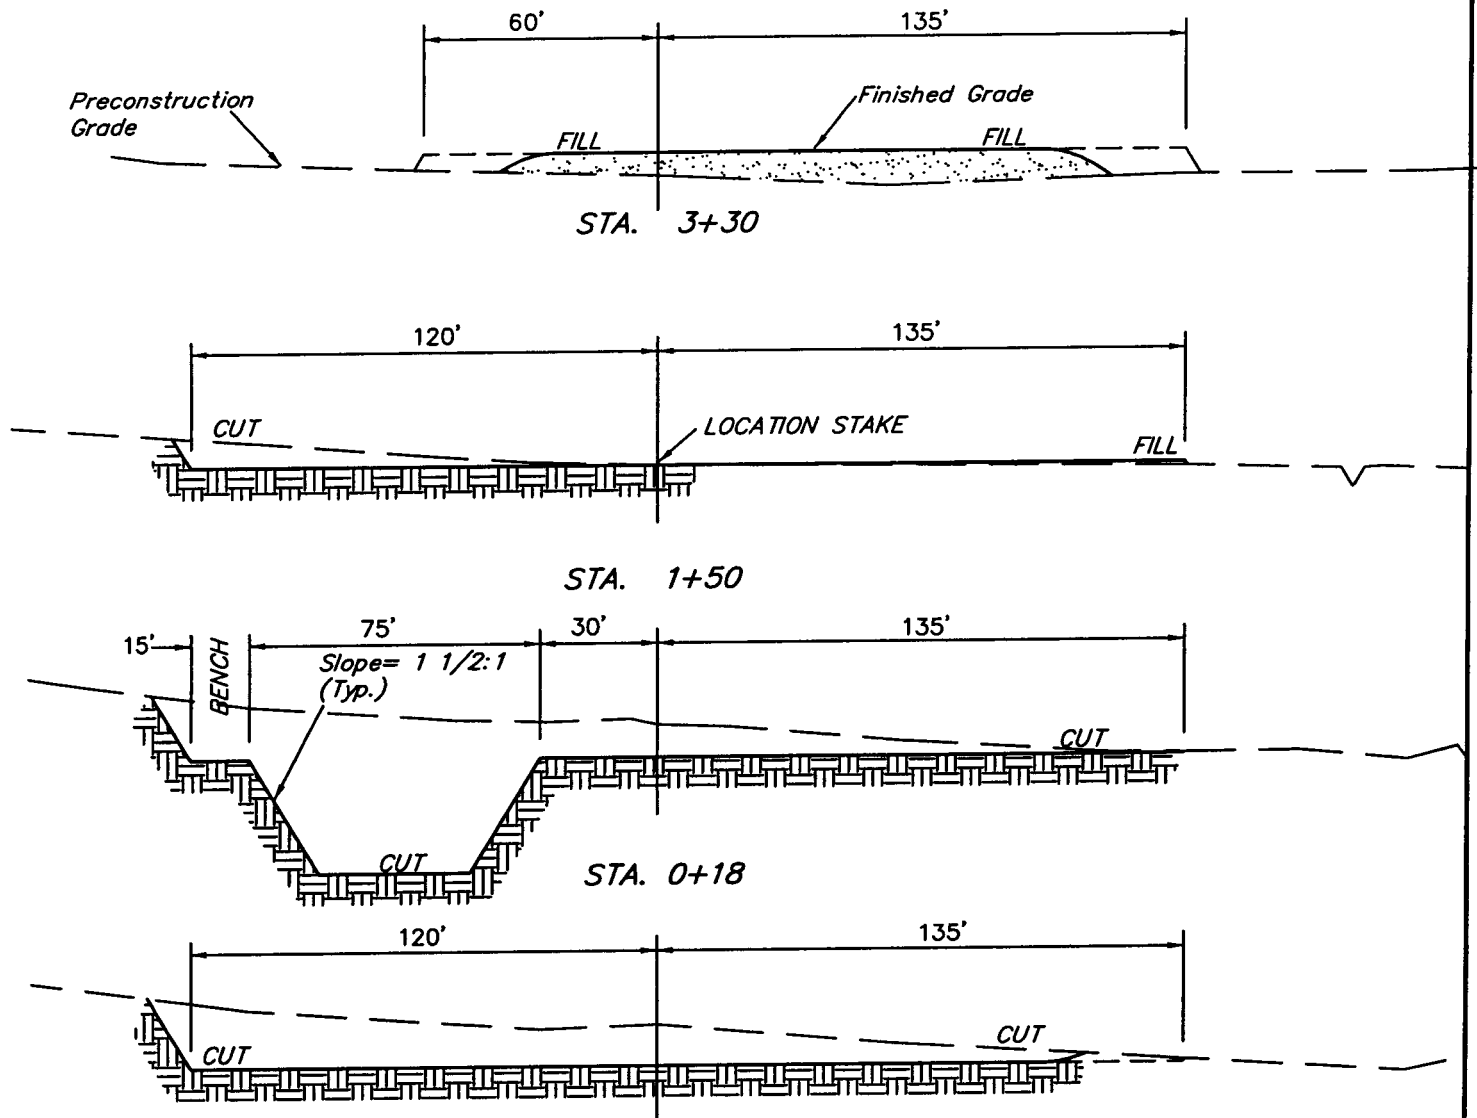 60' 135'
Preconstruction
Grade
Finished Grade
FILL FILL
STA. 3+30
120' 135'
CUT LOCATION STAKE
FILL
STA. 1+50
15' BENCH 75' 30' 135'
Slope= 1 1/2:1
(Typ.)
CUT
CUT
STA. 0+18
120' 135'
CUT CUT